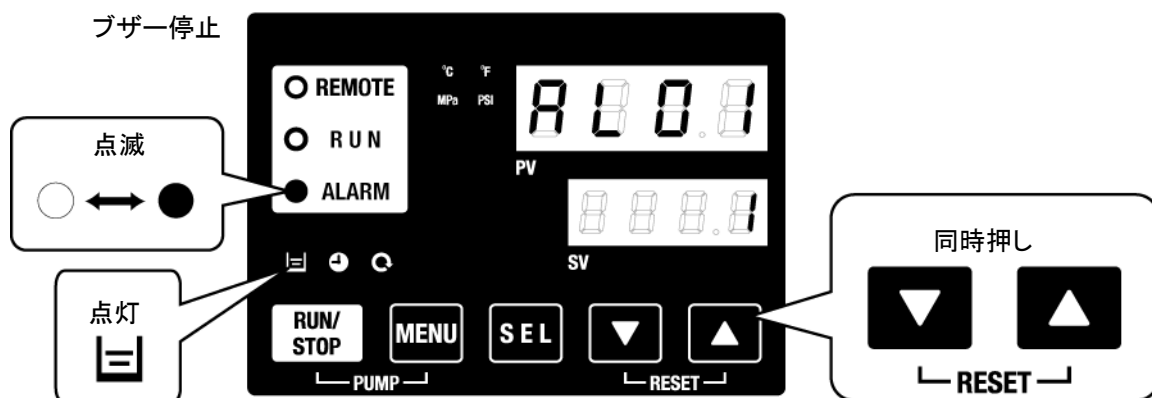 ブザー停止
REMOTE
RUN
ALARM
°C °F
MPa PSI
AL01
PV
1
SV
点滅
点灯
RUN/
STOP
MENU
SEL
▼
▲
PUMP
RESET
同時押し
▼ ▲
RESET